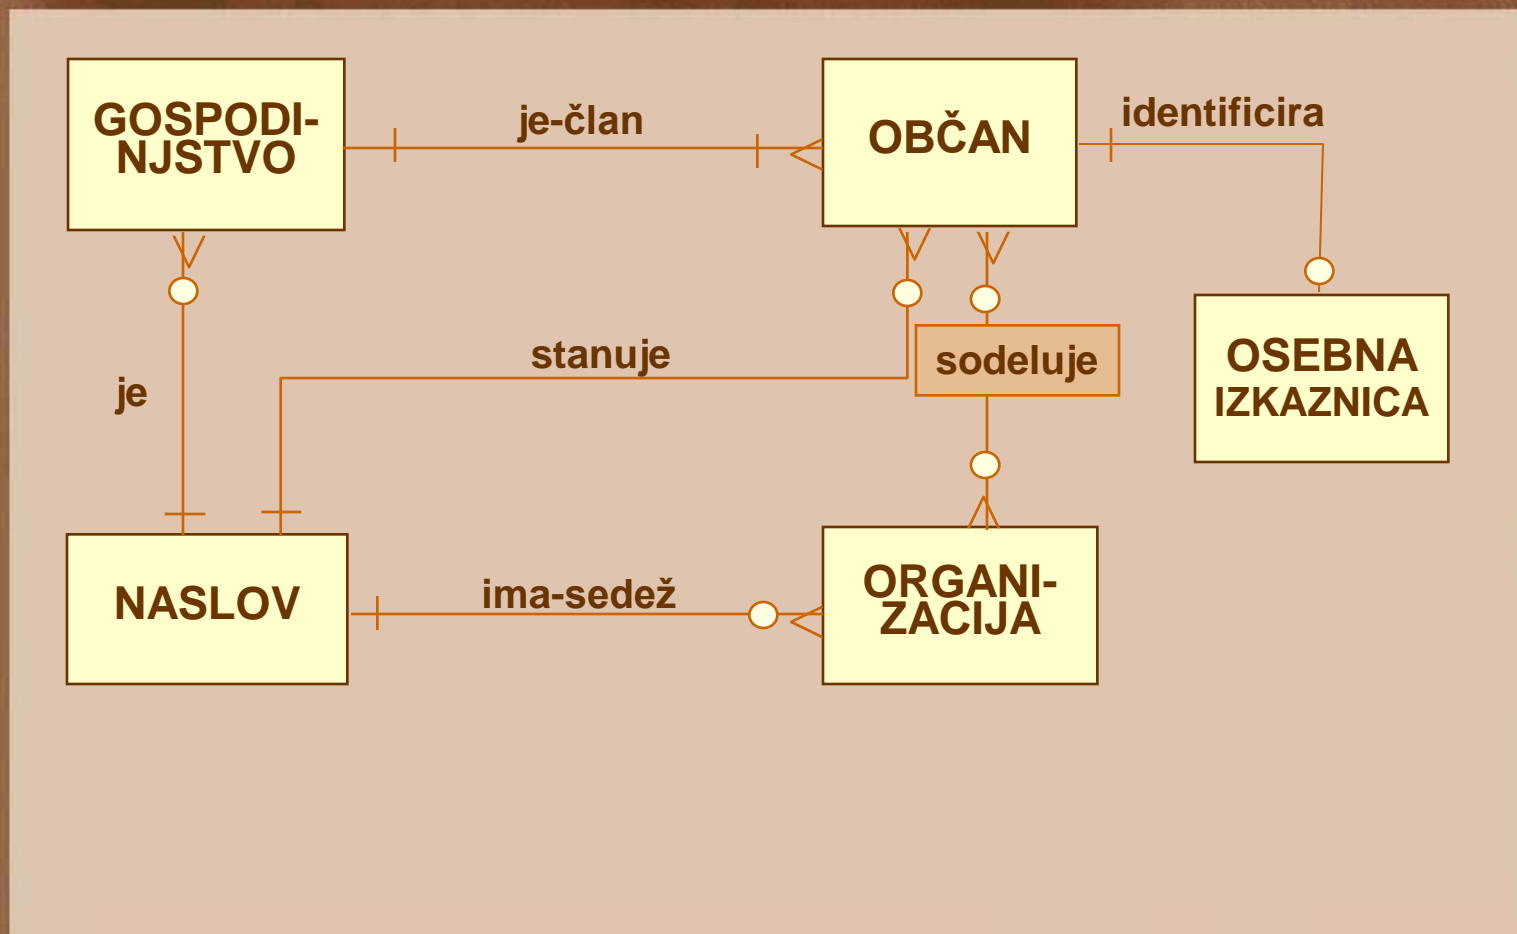 GOSPODI-
NJSTVO
je-član
OBČAN
identificira
stanuje
sodeluje
OSEBNA
IZKAZNICA
je
NASLOV
ima-sedež
ORGANI-
ZACIJA